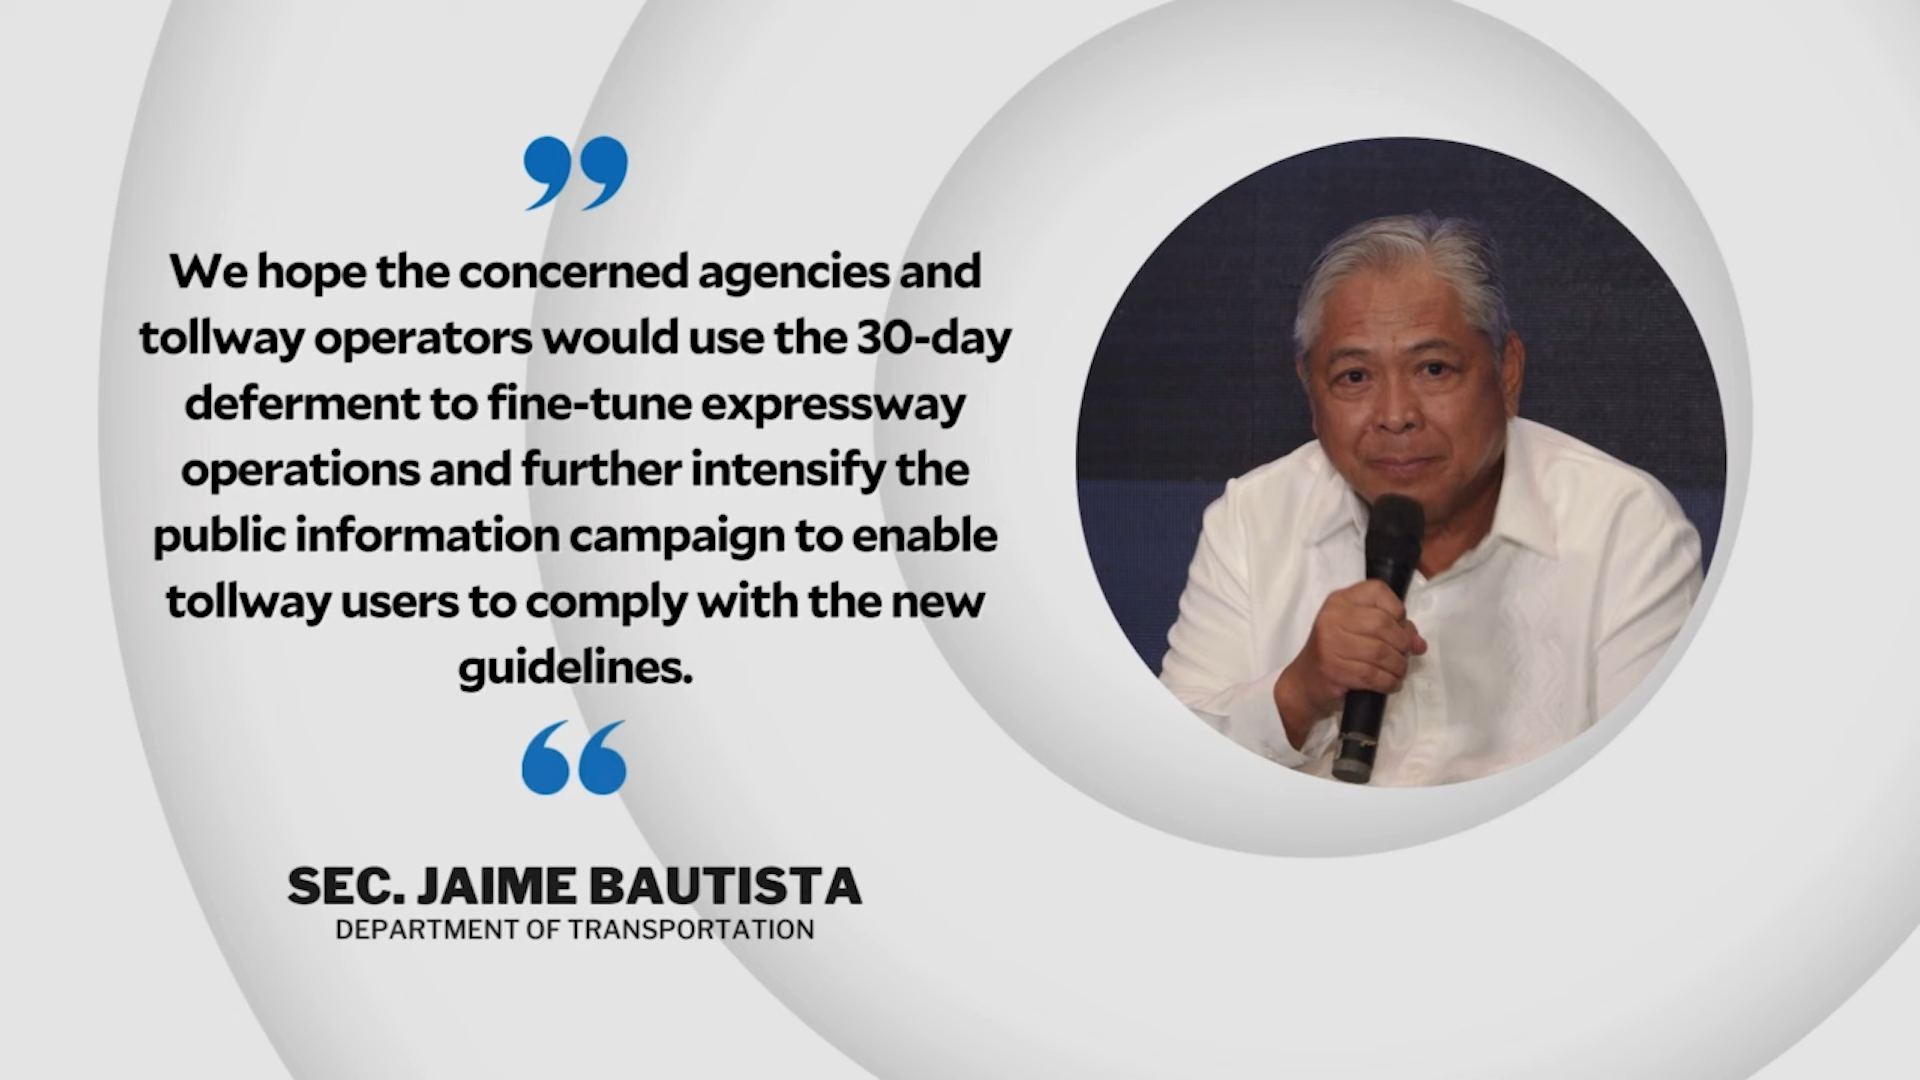 ”
We hope the concerned agencies and
tollway operators would use the 30-day
deferment to fine-tune expressway
operations and further intensify the
public information campaign to enable
tollway users to comply with the new
guidelines.
“
SEC. JAIME BAUTISTA
DEPARTMENT OF TRANSPORTATION